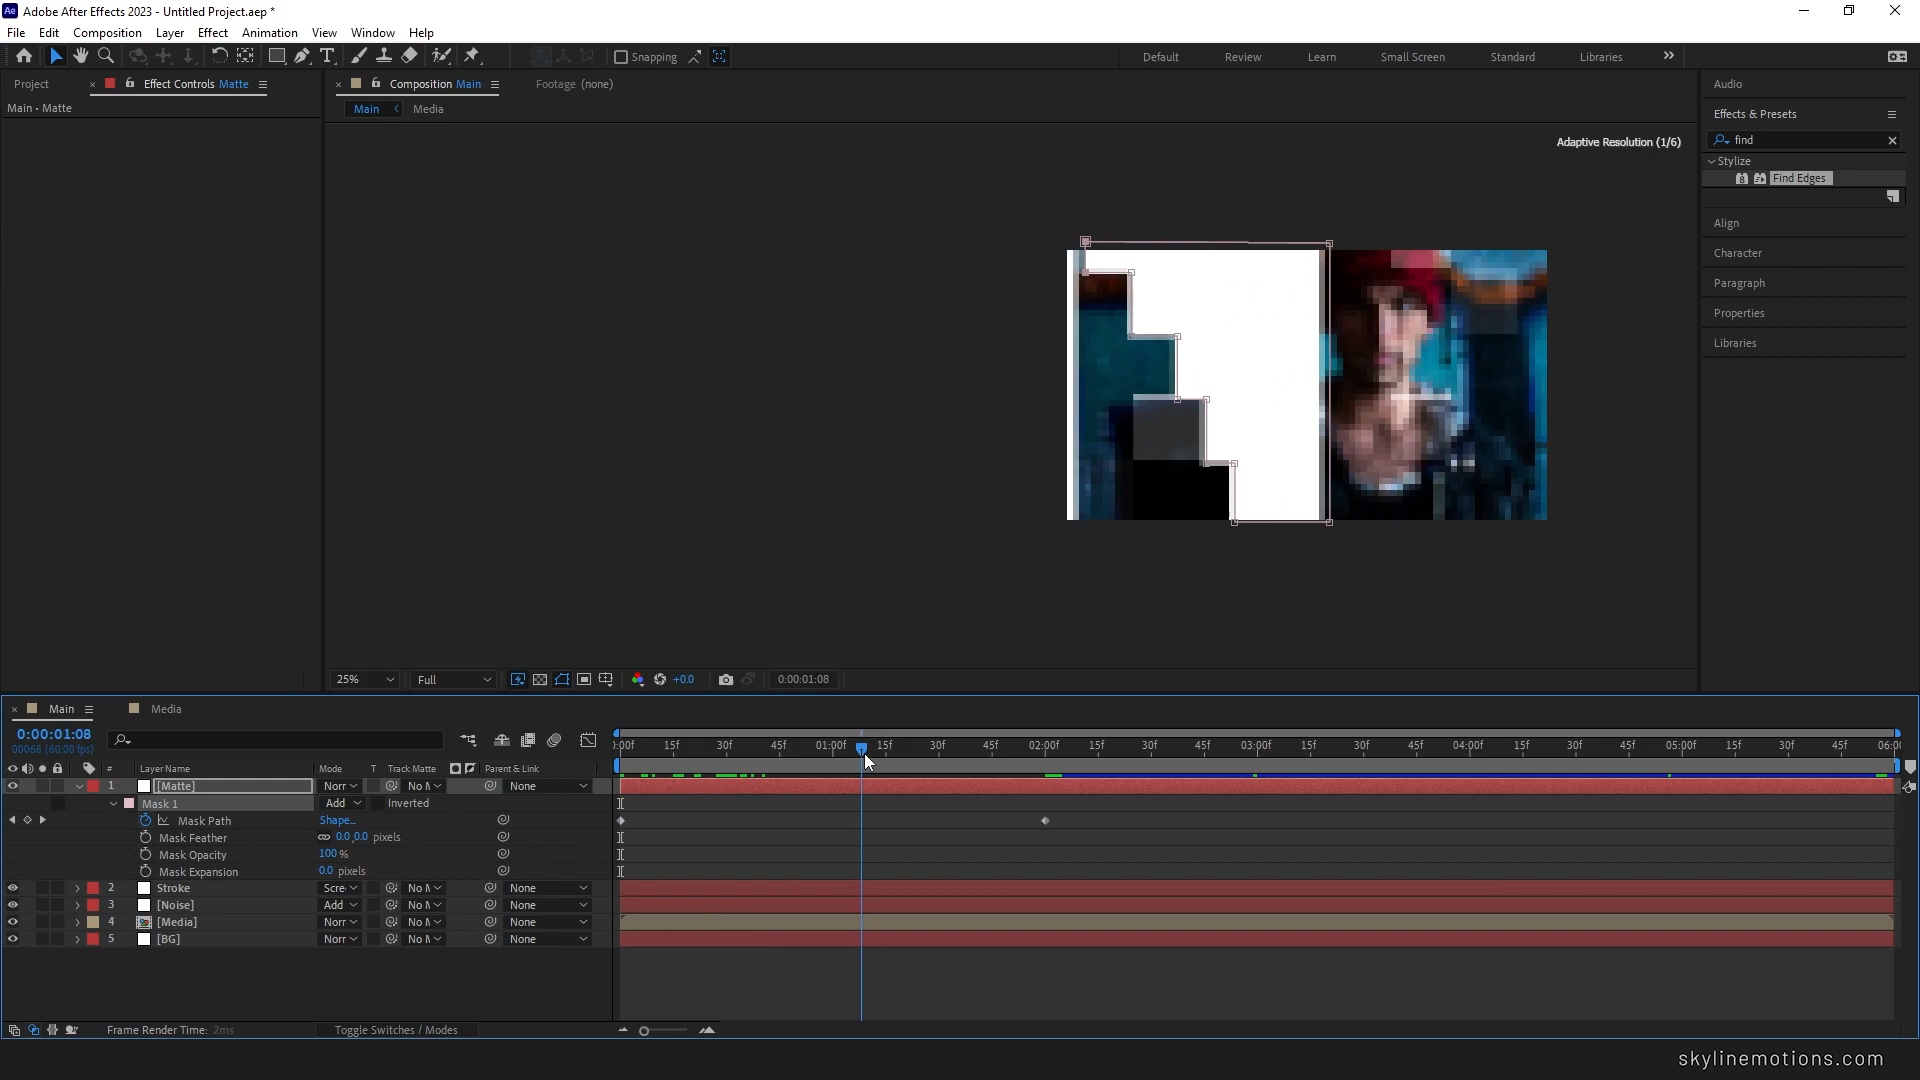 Ae Adobe After Effects 2023 - Untitled Project.aep *
File Edit Composition Layer Effect Animation View Window Help
Snapping
Default Review Learn Small Screen Standard Libraries
Project × Effect Controls Matte
Main • Matte
× Composition Main Footage (none)
Main Media
Adaptive Resolution (1/6)
Audio
Effects & Presets
find
Stylize
Find Edges
Align
Character
Paragraph
Properties
Libraries
25% Full +0.0 0:00:01:08
× Main Media
0:00:01:08
00068 (60.00 fps)
):00f 15f 30f 45f 01:00f 15f 30f 45f 02:00f 15f 30f 45f 03:00f 15f 30f 45f 04:00f 15f 30f 45f 05:00f 15f 30f 45f 06:0(
# Layer Name Mode T Track Matte Parent & Link
1 [Matte] Norr No M None
Mask 1 Add Inverted
Mask Path Shape...
Mask Feather 0.0,0.0 pixels
Mask Opacity 100 %
Mask Expansion 0.0 pixels
2 Stroke Scre No M None
3 [Noise] Add No M None
4 [Media] Norr No M None
5 [BG] Norr No M None
Frame Render Time: 2ms Toggle Switches / Modes
skylinemotions.com